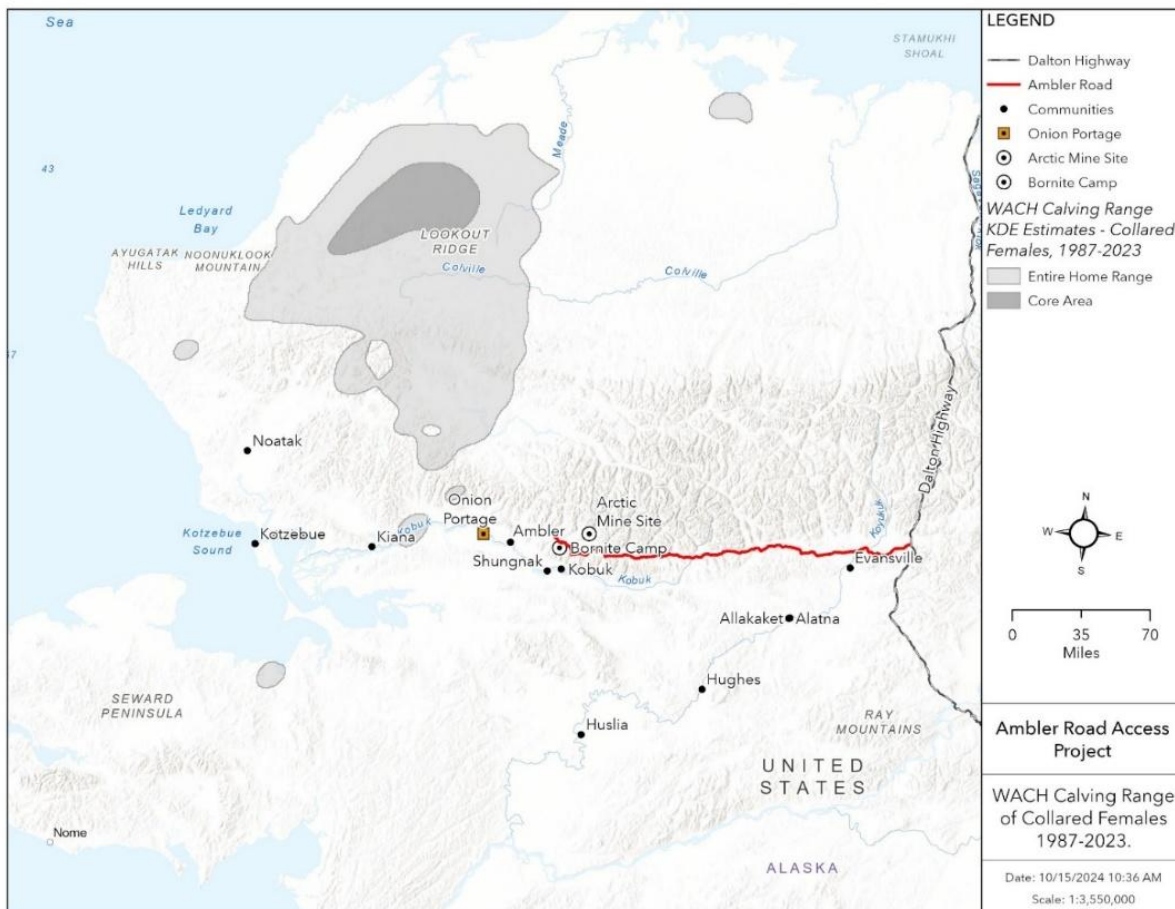 Sea
STAMUKHI
SHOAL
Meade
43
Ledyard
Bay
LOOKOUT
RIDGE
AYUGATAK
HILLS
NOONUKLOOK
MOUNTAIN
Colville
Colville
Dalton Highway
Koyukuk
Noatak
Onion
Portage
Arctic
Mine Site
Kotzebue
Sound
Kotzebue
Kiana
Kobuk
Ambler
Bornite Camp
Shungnak
Kobuk
Kobuk
Evansville
Allakaket
Alatna
Hughes
SEWARD
PENINSULA
Huslia
RAY
MOUNTAINS
UNITED
STATES
Nome
ALASKA
LEGEND
Dalton Highway
Ambler Road
Communities
Onion Portage
Arctic Mine Site
Bornite Camp
WACH Calving Range
KDE Estimates - Collared
Females, 1987-2023
Entire Home Range
Core Area
N
W
E
S
0 35 70
Miles
Ambler Road Access
Project
WACH Calving Range
of Collared Females
1987-2023.
Date: 10/15/2024 10:36 AM
Scale: 1:3,550,000